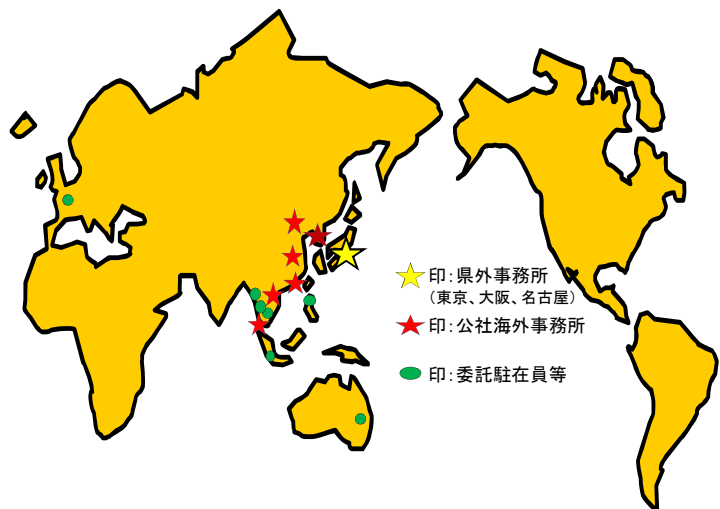 印：県外事務所
（東京、大阪、名古屋）
印：公社海外事務所
印：委託駐在員等